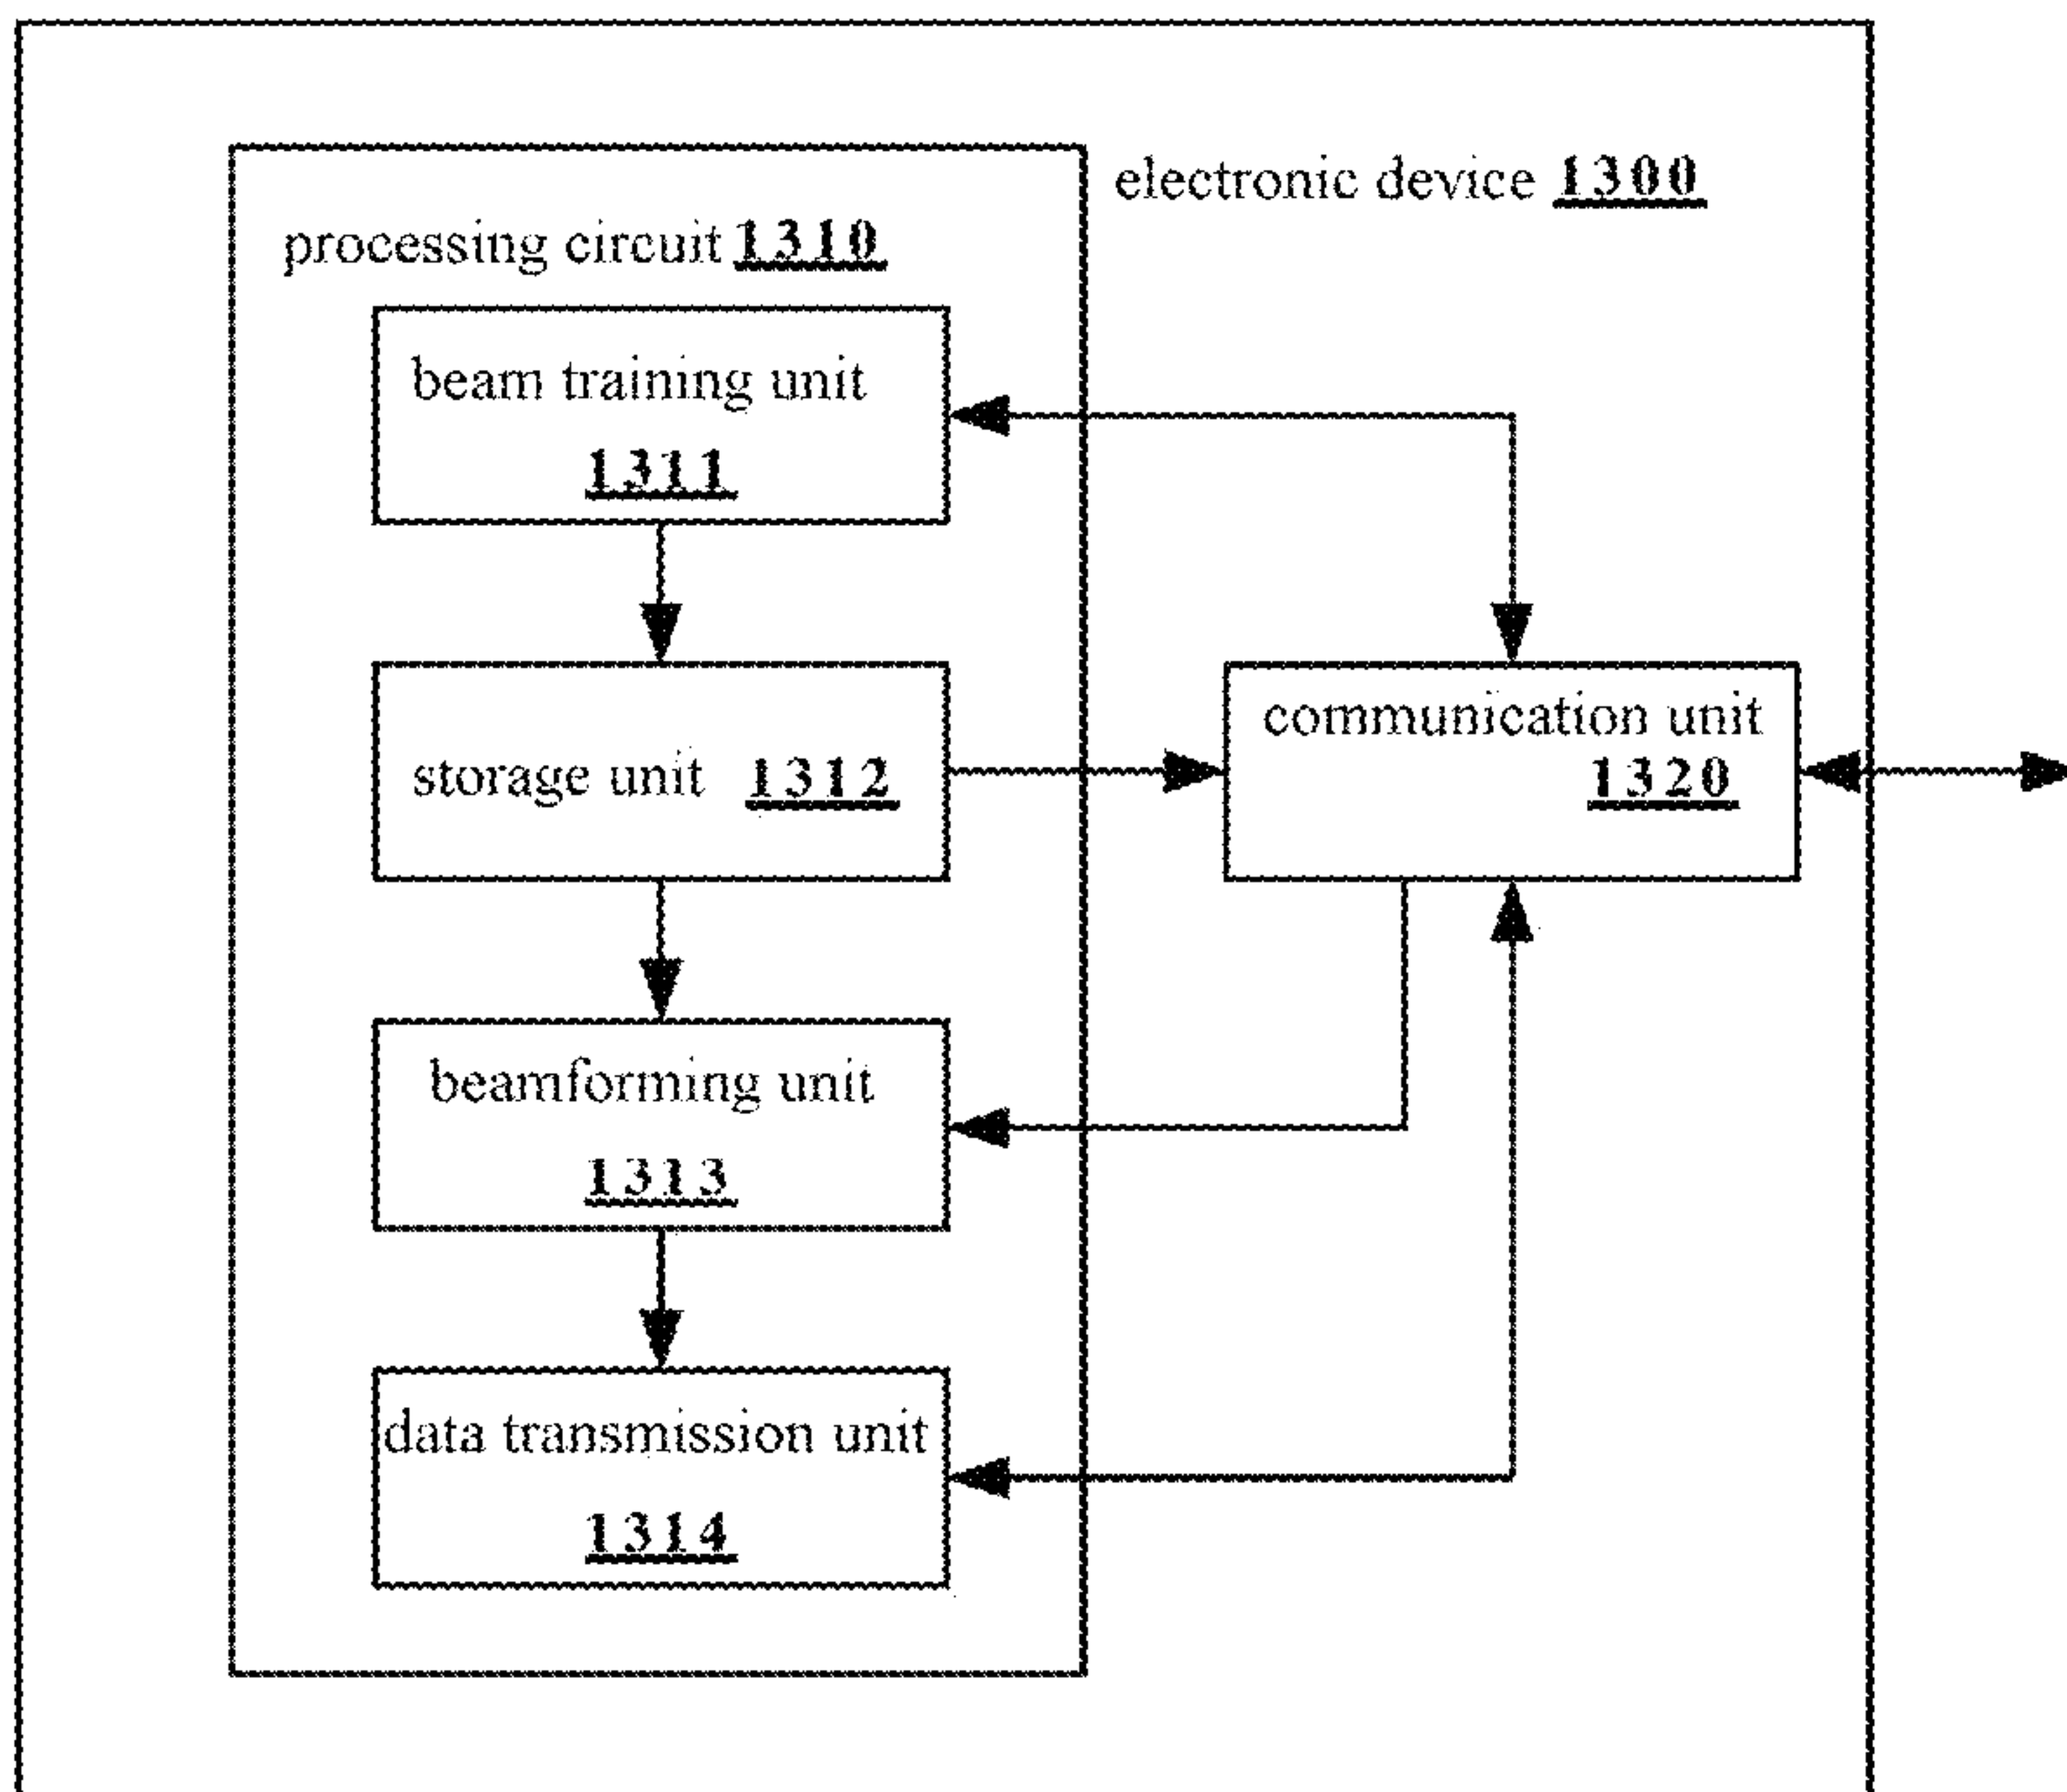 electronic device 1300
processing circuit 1310
beam training unit
1311
storage unit 1312
communication unit
1320
beamforming unit
1313
data transmission unit
1314